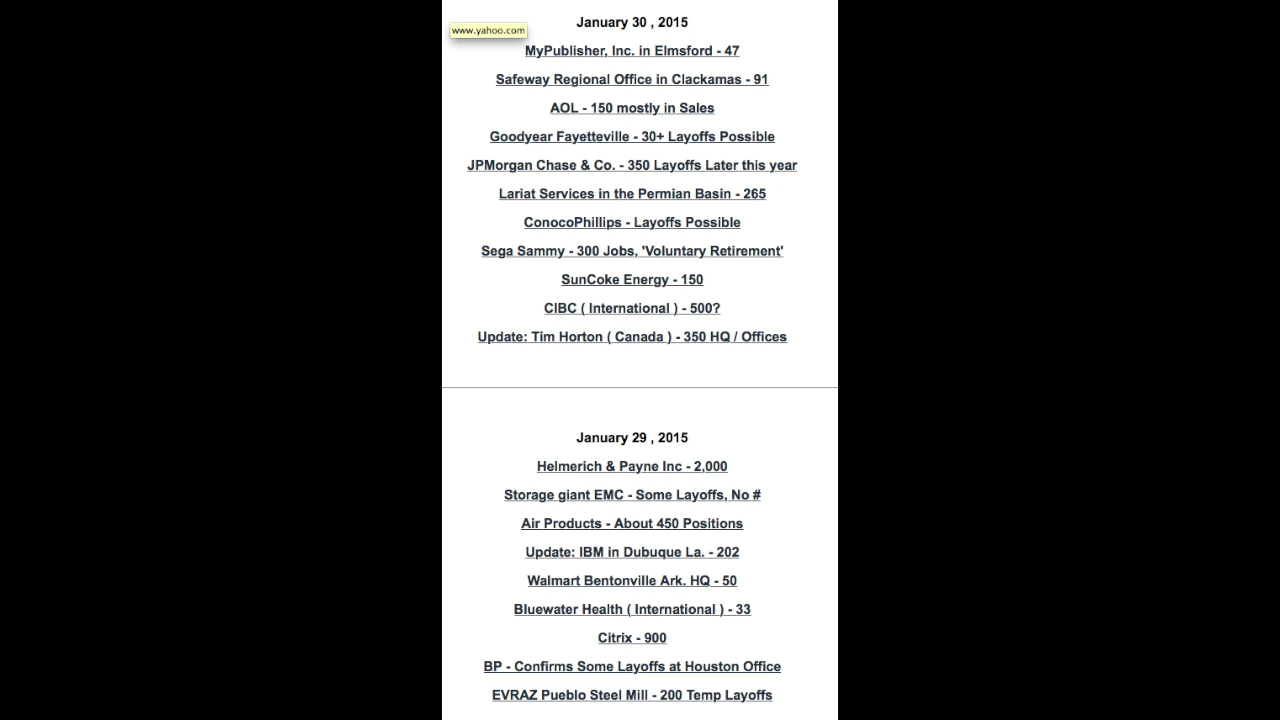 January 30 , 2015
www.yahoo.com
MyPublisher, Inc. in Elmsford - 47
Safeway Regional Office in Clackamas - 91
AOL - 150 mostly in Sales
Goodyear Fayetteville - 30+ Layoffs Possible
JPMorgan Chase & Co. - 350 Layoffs Later this year
Lariat Services in the Permian Basin - 265
ConocoPhillips - Layoffs Possible
Sega Sammy - 300 Jobs, 'Voluntary Retirement'
SunCoke Energy - 150
CIBC ( International ) - 500?
Update: Tim Horton ( Canada ) - 350 HQ / Offices
January 29 , 2015
Helmerich & Payne Inc - 2,000
Storage giant EMC - Some Layoffs, No #
Air Products - About 450 Positions
Update: IBM in Dubuque La. - 202
Walmart Bentonville Ark. HQ - 50
Bluewater Health ( International ) - 33
Citrix - 900
BP - Confirms Some Layoffs at Houston Office
EVRAZ Pueblo Steel Mill - 200 Temp Layoffs